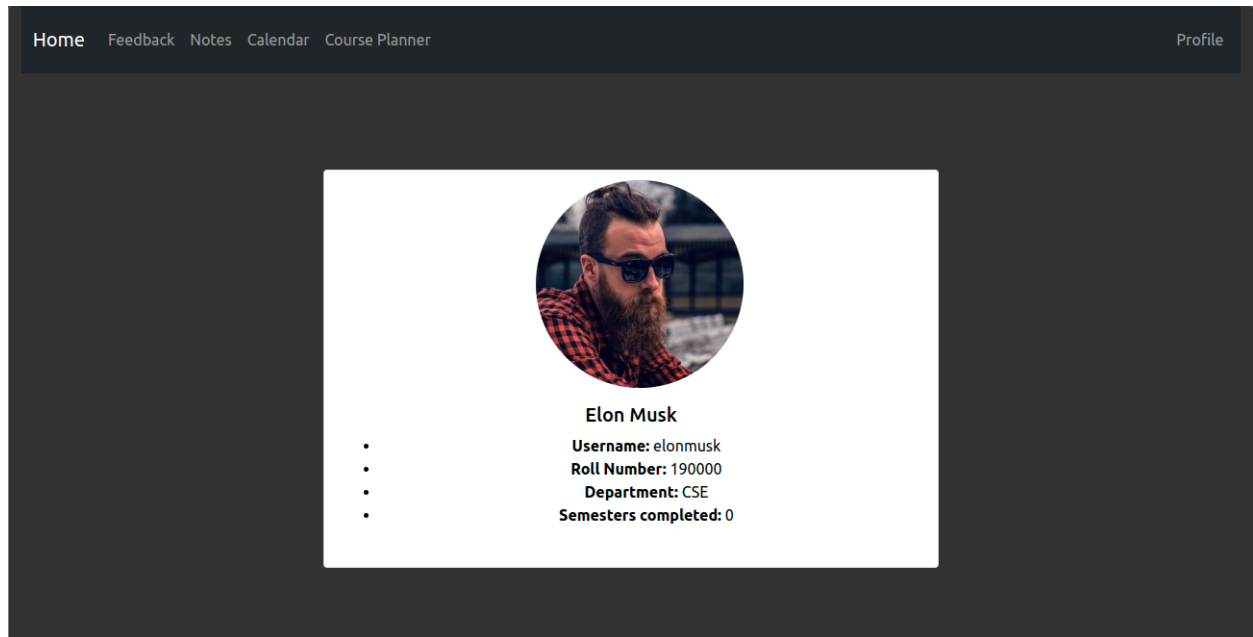 Home Feedback Notes Calendar Course Planner Profile
Elon Musk
• Username: elonmusk
• Roll Number: 190000
• Department: CSE
• Semesters completed: 0